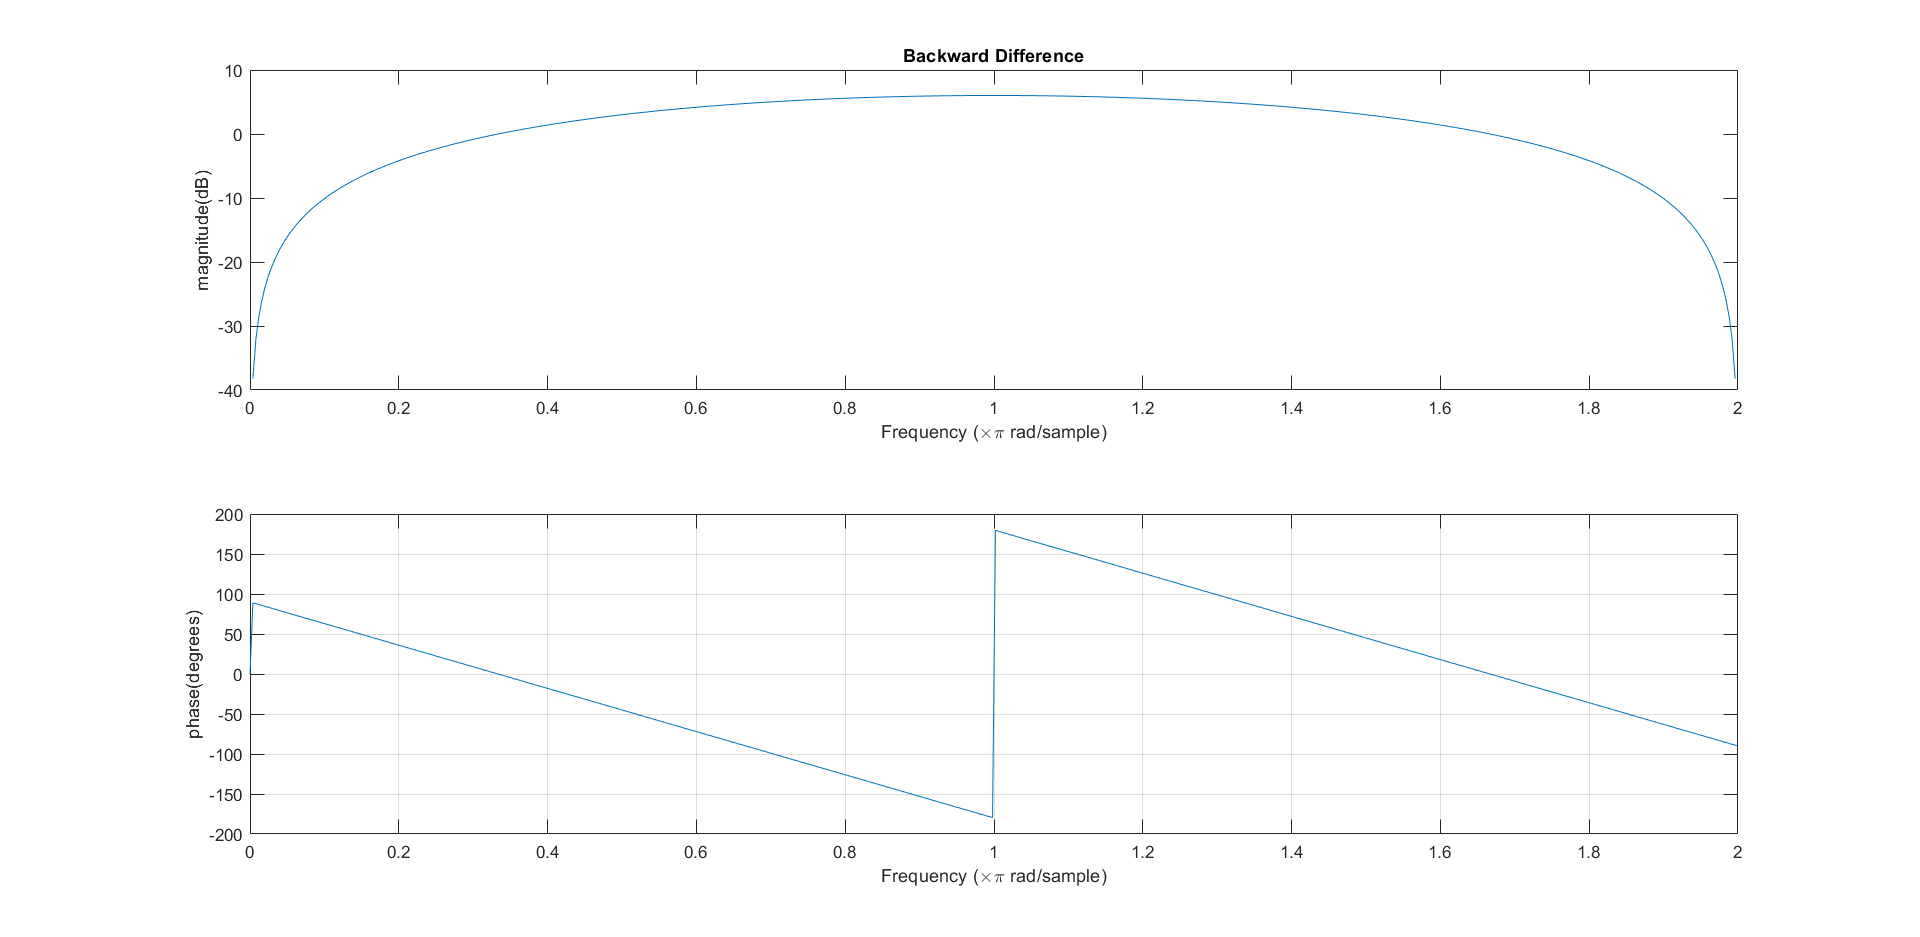 Backward Difference
10
0
-10
-20
-30
-40
magnitude(dB)
0 0.2 0.4 0.6 0.8 1 1.2 1.4 1.6 1.8 2
Frequency (×π rad/sample)
200
150
100
50
0
-50
-100
-150
-200
phase(degrees)
0 0.2 0.4 0.6 0.8 1 1.2 1.4 1.6 1.8 2
Frequency (×π rad/sample)